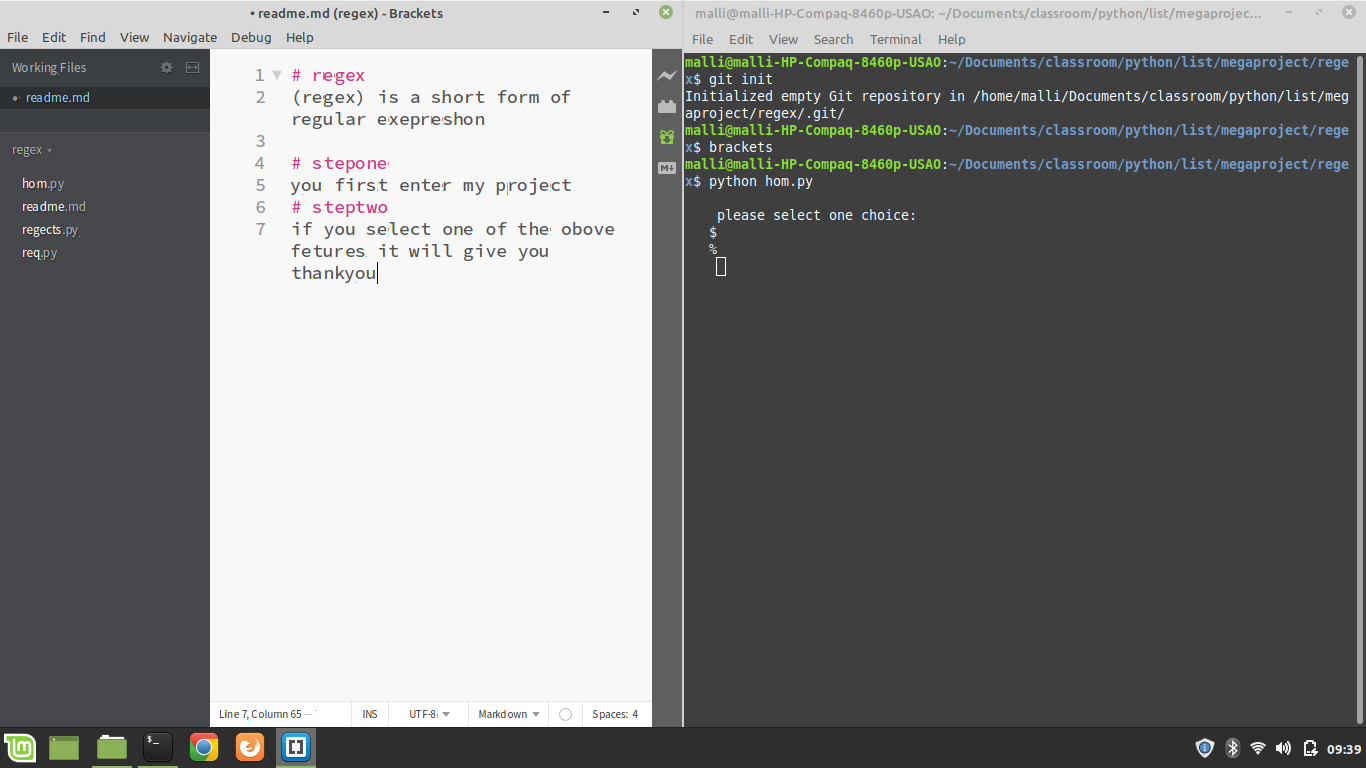 • readme.md (regex) - Brackets
File Edit Find View Navigate Debug Help
Working Files
• readme.md
regex
hom.py
readme.md
regects.py
req.py
1 # regex
2 (regex) is a short form of
regular exepreshon
3
4 # stepone
5 you first enter my project
6 # steptwo
7 if you select one of the obove
fetures it will give you
thankyou
Line 7, Column 65 —
INS
UTF-8
Markdown
Spaces: 4
malli@malli-HP-Compaq-8460p-USAO: ~/Documents/classroom/python/list/megaprojec...
File Edit View Search Terminal Help
malli@malli-HP-Compaq-8460p-USAO:~/Documents/classroom/python/list/megaproject/rege
x$ git init
Initialized empty Git repository in /home/malli/Documents/classroom/python/list/meg
aproject/regex/.git/
malli@malli-HP-Compaq-8460p-USAO:~/Documents/classroom/python/list/megaproject/rege
x$ brackets
malli@malli-HP-Compaq-8460p-USAO:~/Documents/classroom/python/list/megaproject/rege
x$ python hom.py
please select one choice:
$
%
M+
$_
09:39